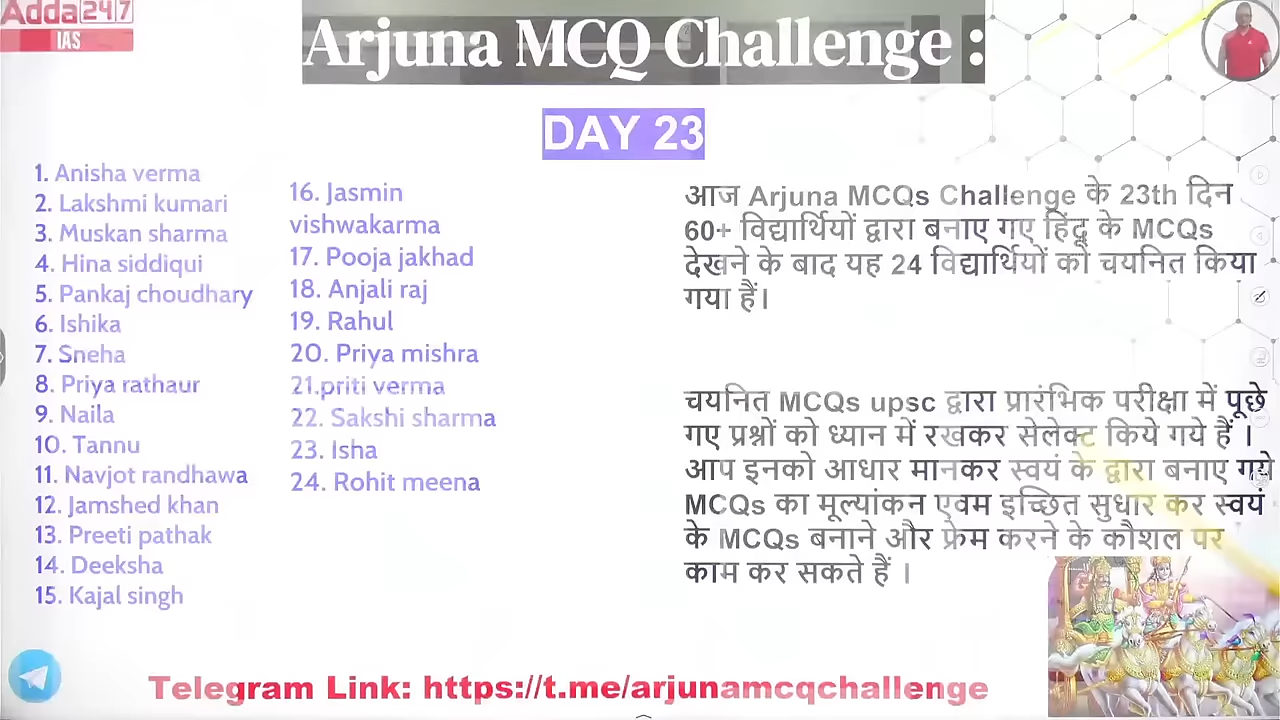 Adda247
IAS
Arjuna MCQ Challenge :
DAY 23
1. Anisha verma
2. Lakshmi kumari
3. Muskan sharma
4. Hina siddiqui
5. Pankaj choudhary
6. Ishika
7. Sneha
8. Priya rathaur
9. Naila
10. Tannu
11. Navjot randhawa
12. Jamshed khan
13. Preeti pathak
14. Deeksha
15. Kajal singh
16. Jasmin
vishwakarma
17. Pooja jakhad
18. Anjali raj
19. Rahul
20. Priya mishra
21.priti verma
22. Sakshi sharma
23. Isha
24. Rohit meena
आज Arjuna MCQs Challenge के 23th दिन
60+ विद्यार्थियों द्वारा बनाए गए हिंदू के MCQs
देखने के बाद यह 24 विद्यार्थियों को चयनित किया
गया हैं।
चयनित MCQs upsc द्वारा प्रारंभिक परीक्षा में पूछे
गए प्रश्नों को ध्यान में रखकर सेलेक्ट किये गये हैं ।
आप इनको आधार मानकर स्वयं के द्वारा बनाए गये
MCQs का मूल्यांकन एवम इच्छित सुधार कर स्वयं
के MCQs बनाने और फ्रेम करने के कौशल पर
काम कर सकते हैं ।
Telegram Link: https://t.me/arjunamcqchallenge